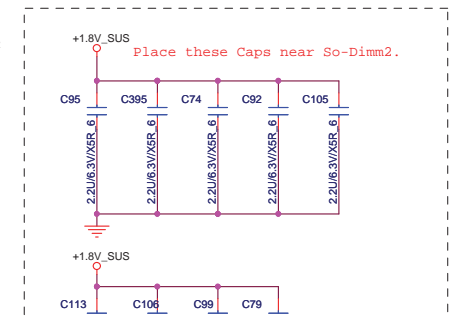 +1.8V_SUS
Place these Caps near So-Dimm2.
C95 C395 C74 C92 C105
2.2U/6.3V/X5R_6 2.2U/6.3V/X5R_6 2.2U/6.3V/X5R_6 2.2U/6.3V/X5R_6 2.2U/6.3V/X5R_6
+1.8V_SUS
C113 C106 C99 C79